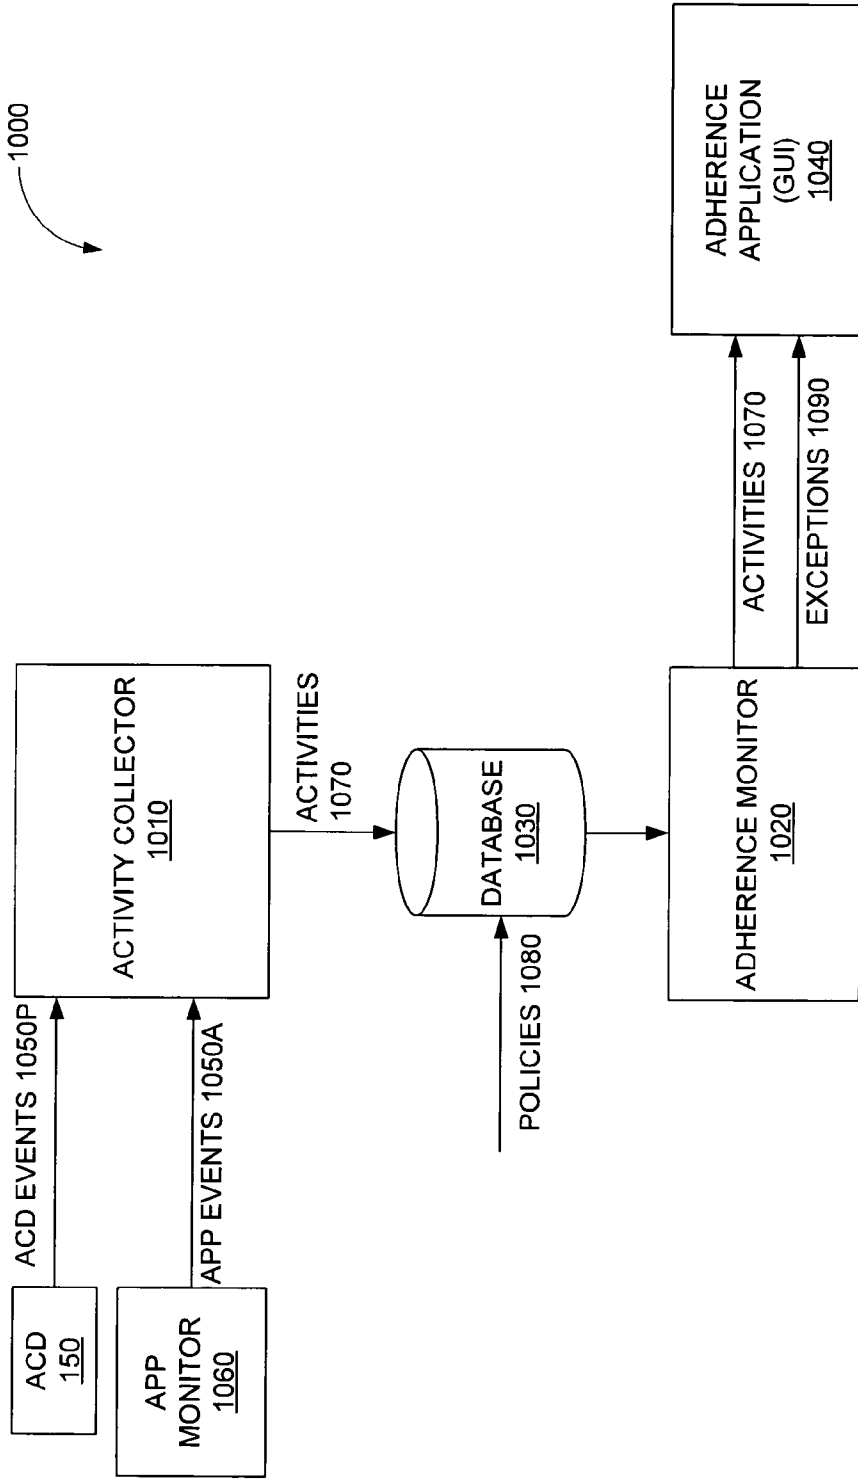 1000
ACD
150
ACD EVENTS 1050P
APP
MONITOR
1060
APP EVENTS 1050A
ACTIVITY COLLECTOR
1010
ACTIVITIES
1070
POLICIES 1080
DATABASE
1030
ADHERENCE MONITOR
1020
ACTIVITIES 1070
EXCEPTIONS 1090
ADHERENCE
APPLICATION
(GUI)
1040